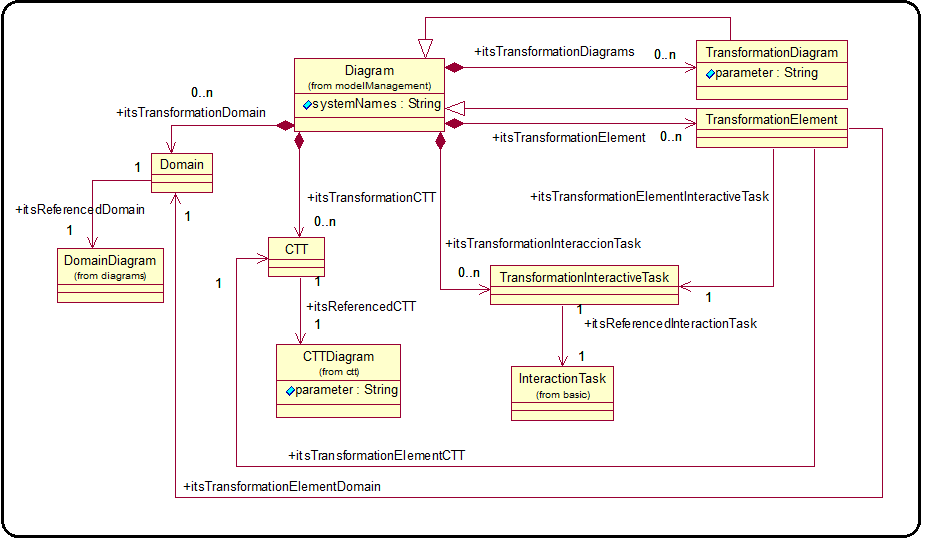 +itsTransformationDiagrams
0..n
TransformationDiagram
parameter : String
Diagram
(from modelManagement)
systemNames : String
0..n
+itsTransformationDomain
TransformationElement
+itsTransformationElement
0..n
1
Domain
+itsTransformationCTT
0..n
+itsTransformationElementInteractiveTask
+itsReferencedDomain
1
1
+itsTransformationInteraccionTask
DomainDiagram
(from diagrams)
CTT
1
1
0..n
TransformationInteractiveTask
1
1
+itsReferencedCTT
1
+itsReferencedInteractionTask
1
CTTDiagram
(from ctt)
parameter : String
InteractionTask
(from basic)
+itsTransformationElementCTT
+itsTransformationElementDomain